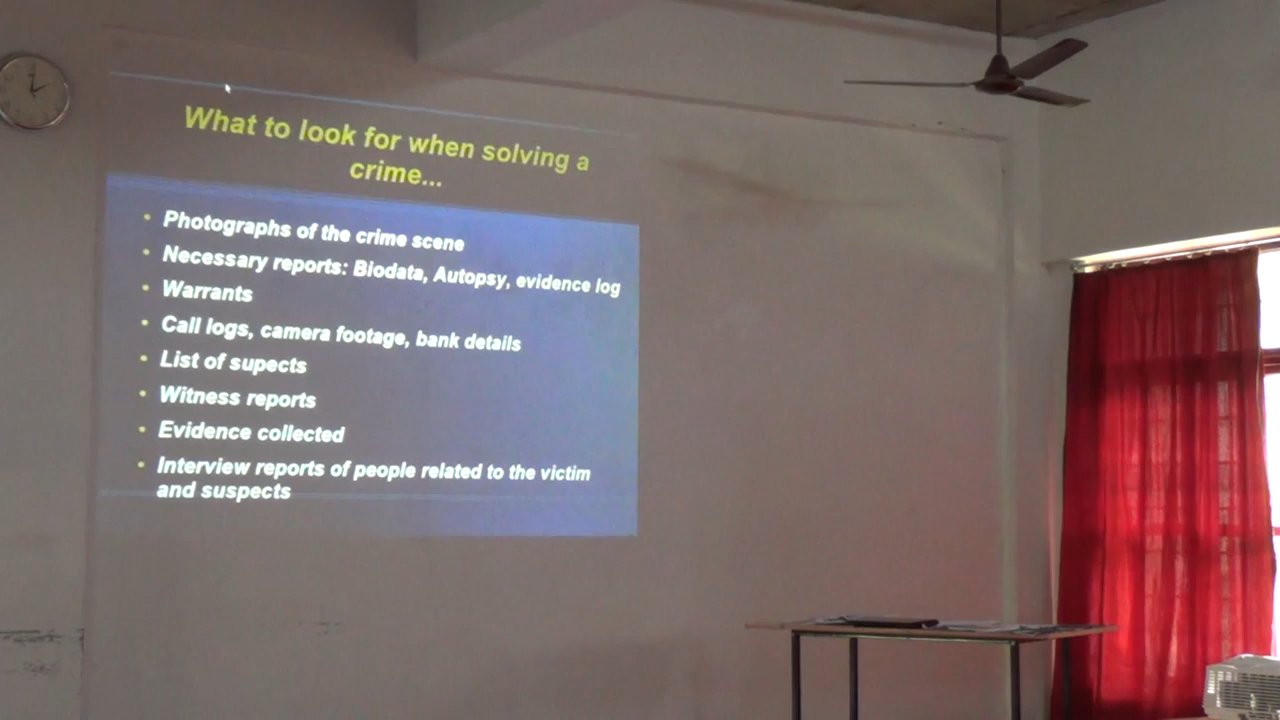 What to look for when solving a
crime...
• Photographs of the crime scene
• Necessary reports: Biodata, Autopsy, evidence log
• Warrants
• Call logs, camera footage, bank details
• List of supects
• Witness reports
• Evidence collected
• Interview reports of people related to the victim
and suspects